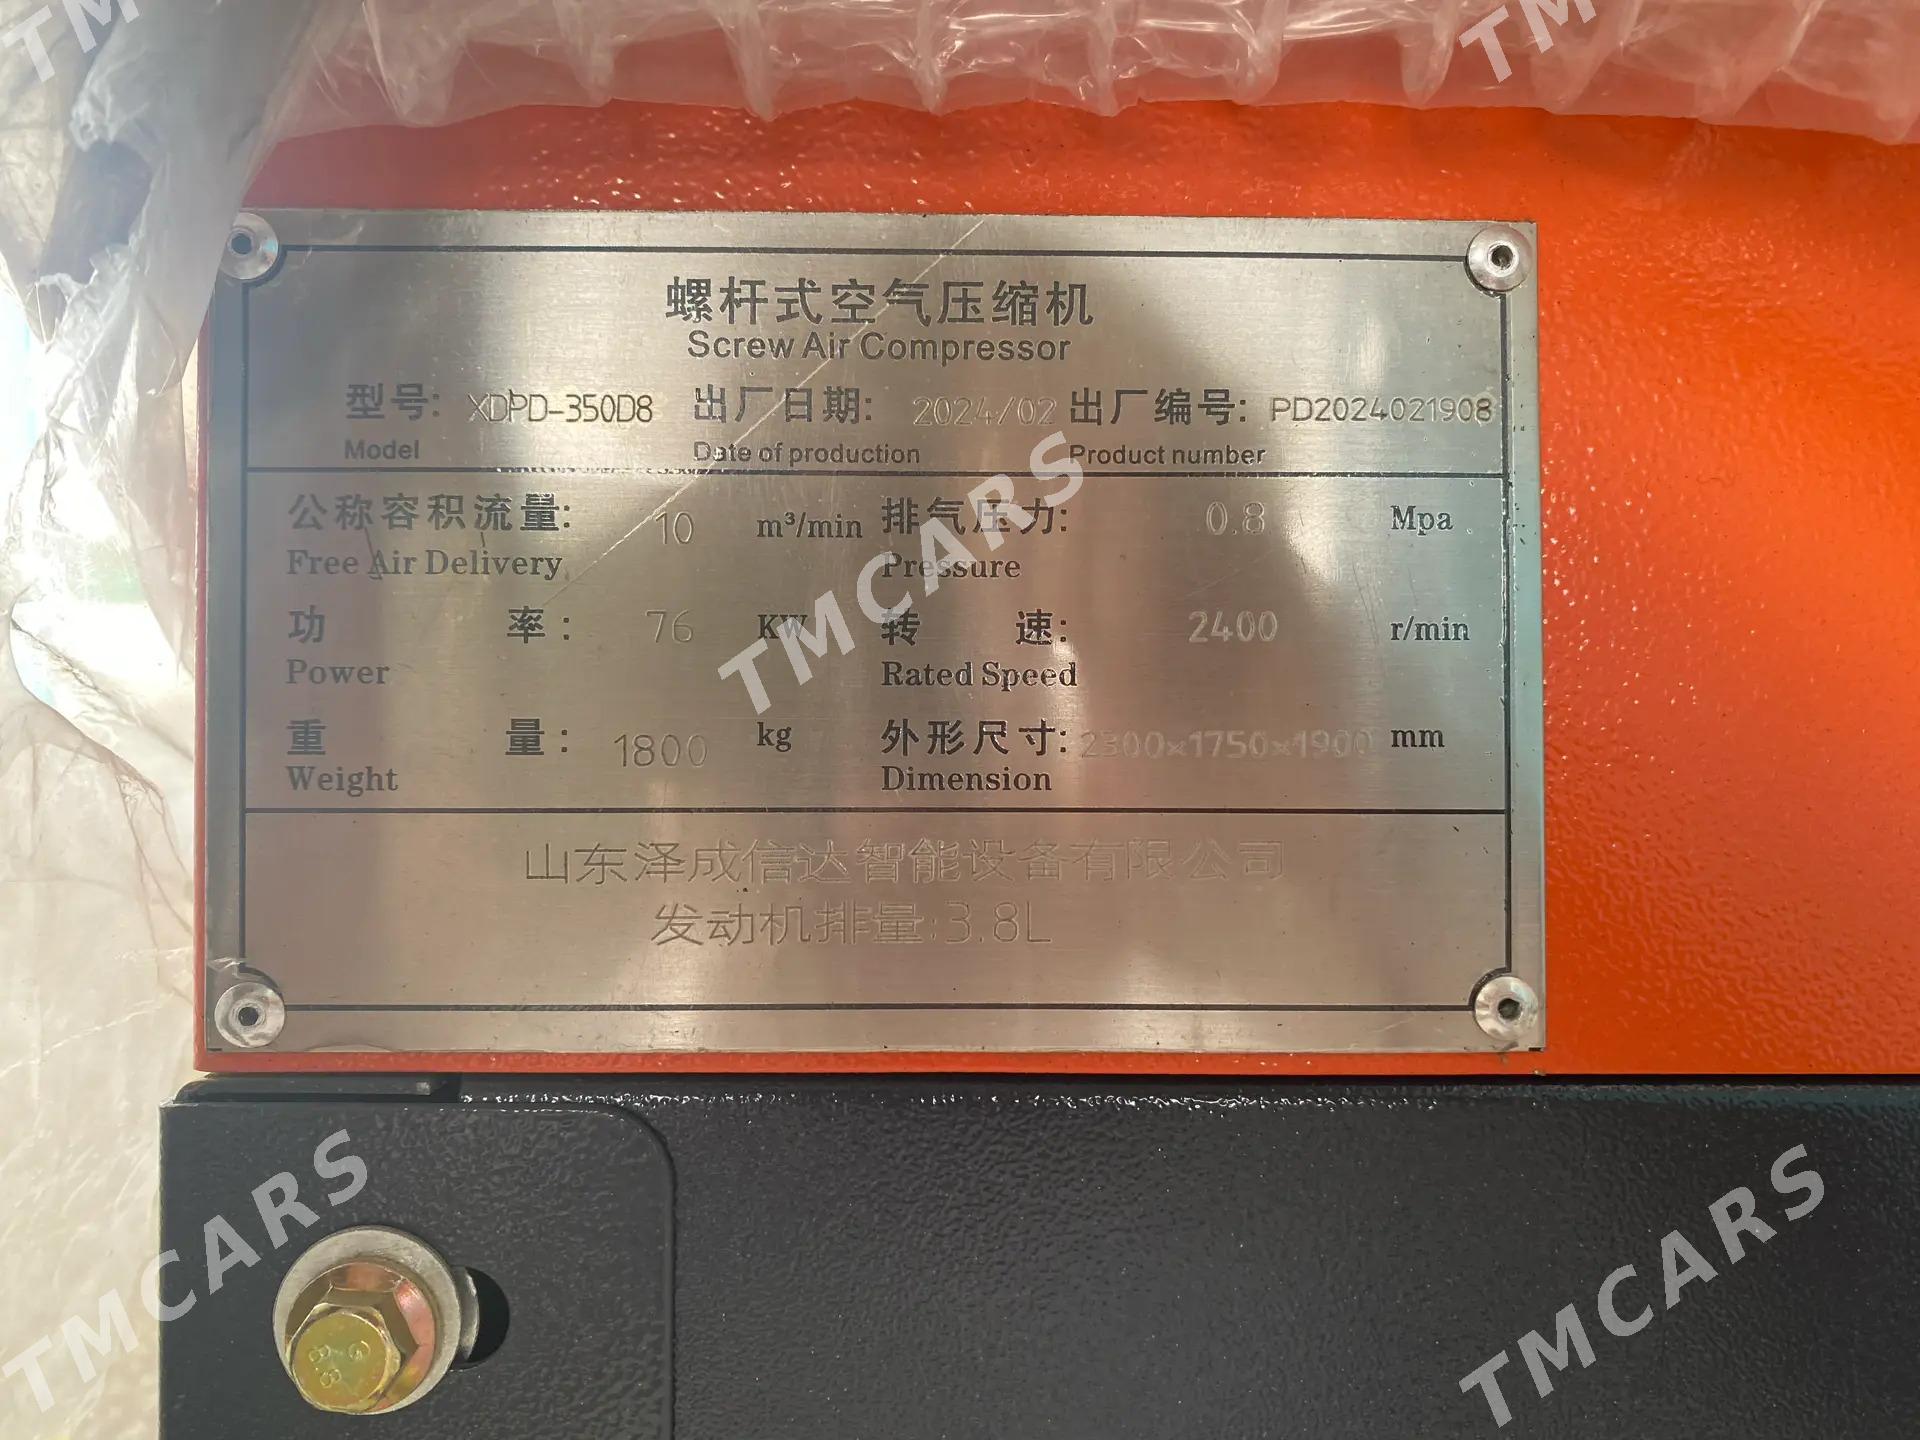 TMCARS
TMCARS
螺杆式空气压缩机
Screw Air Compressor
型号: XDPD-350D8 出厂日期: 2024/02 出厂编号: PD2024021908
Model Date of production Product number
公称容积流量: 10 m³/min 排气压力: 0.8 Mpa
Free Air Delivery Pressure
功 率: 76 KW 转 速: 2400 r/min
Power Rated Speed
重 量: 1800 kg 外形尺寸: 2300×1750×1900 mm
Weight Dimension
山东泽成信达智能设备有限公司
发动机排量:3.8L
TMCARS
TMCARS
TMCARS
G
8.8